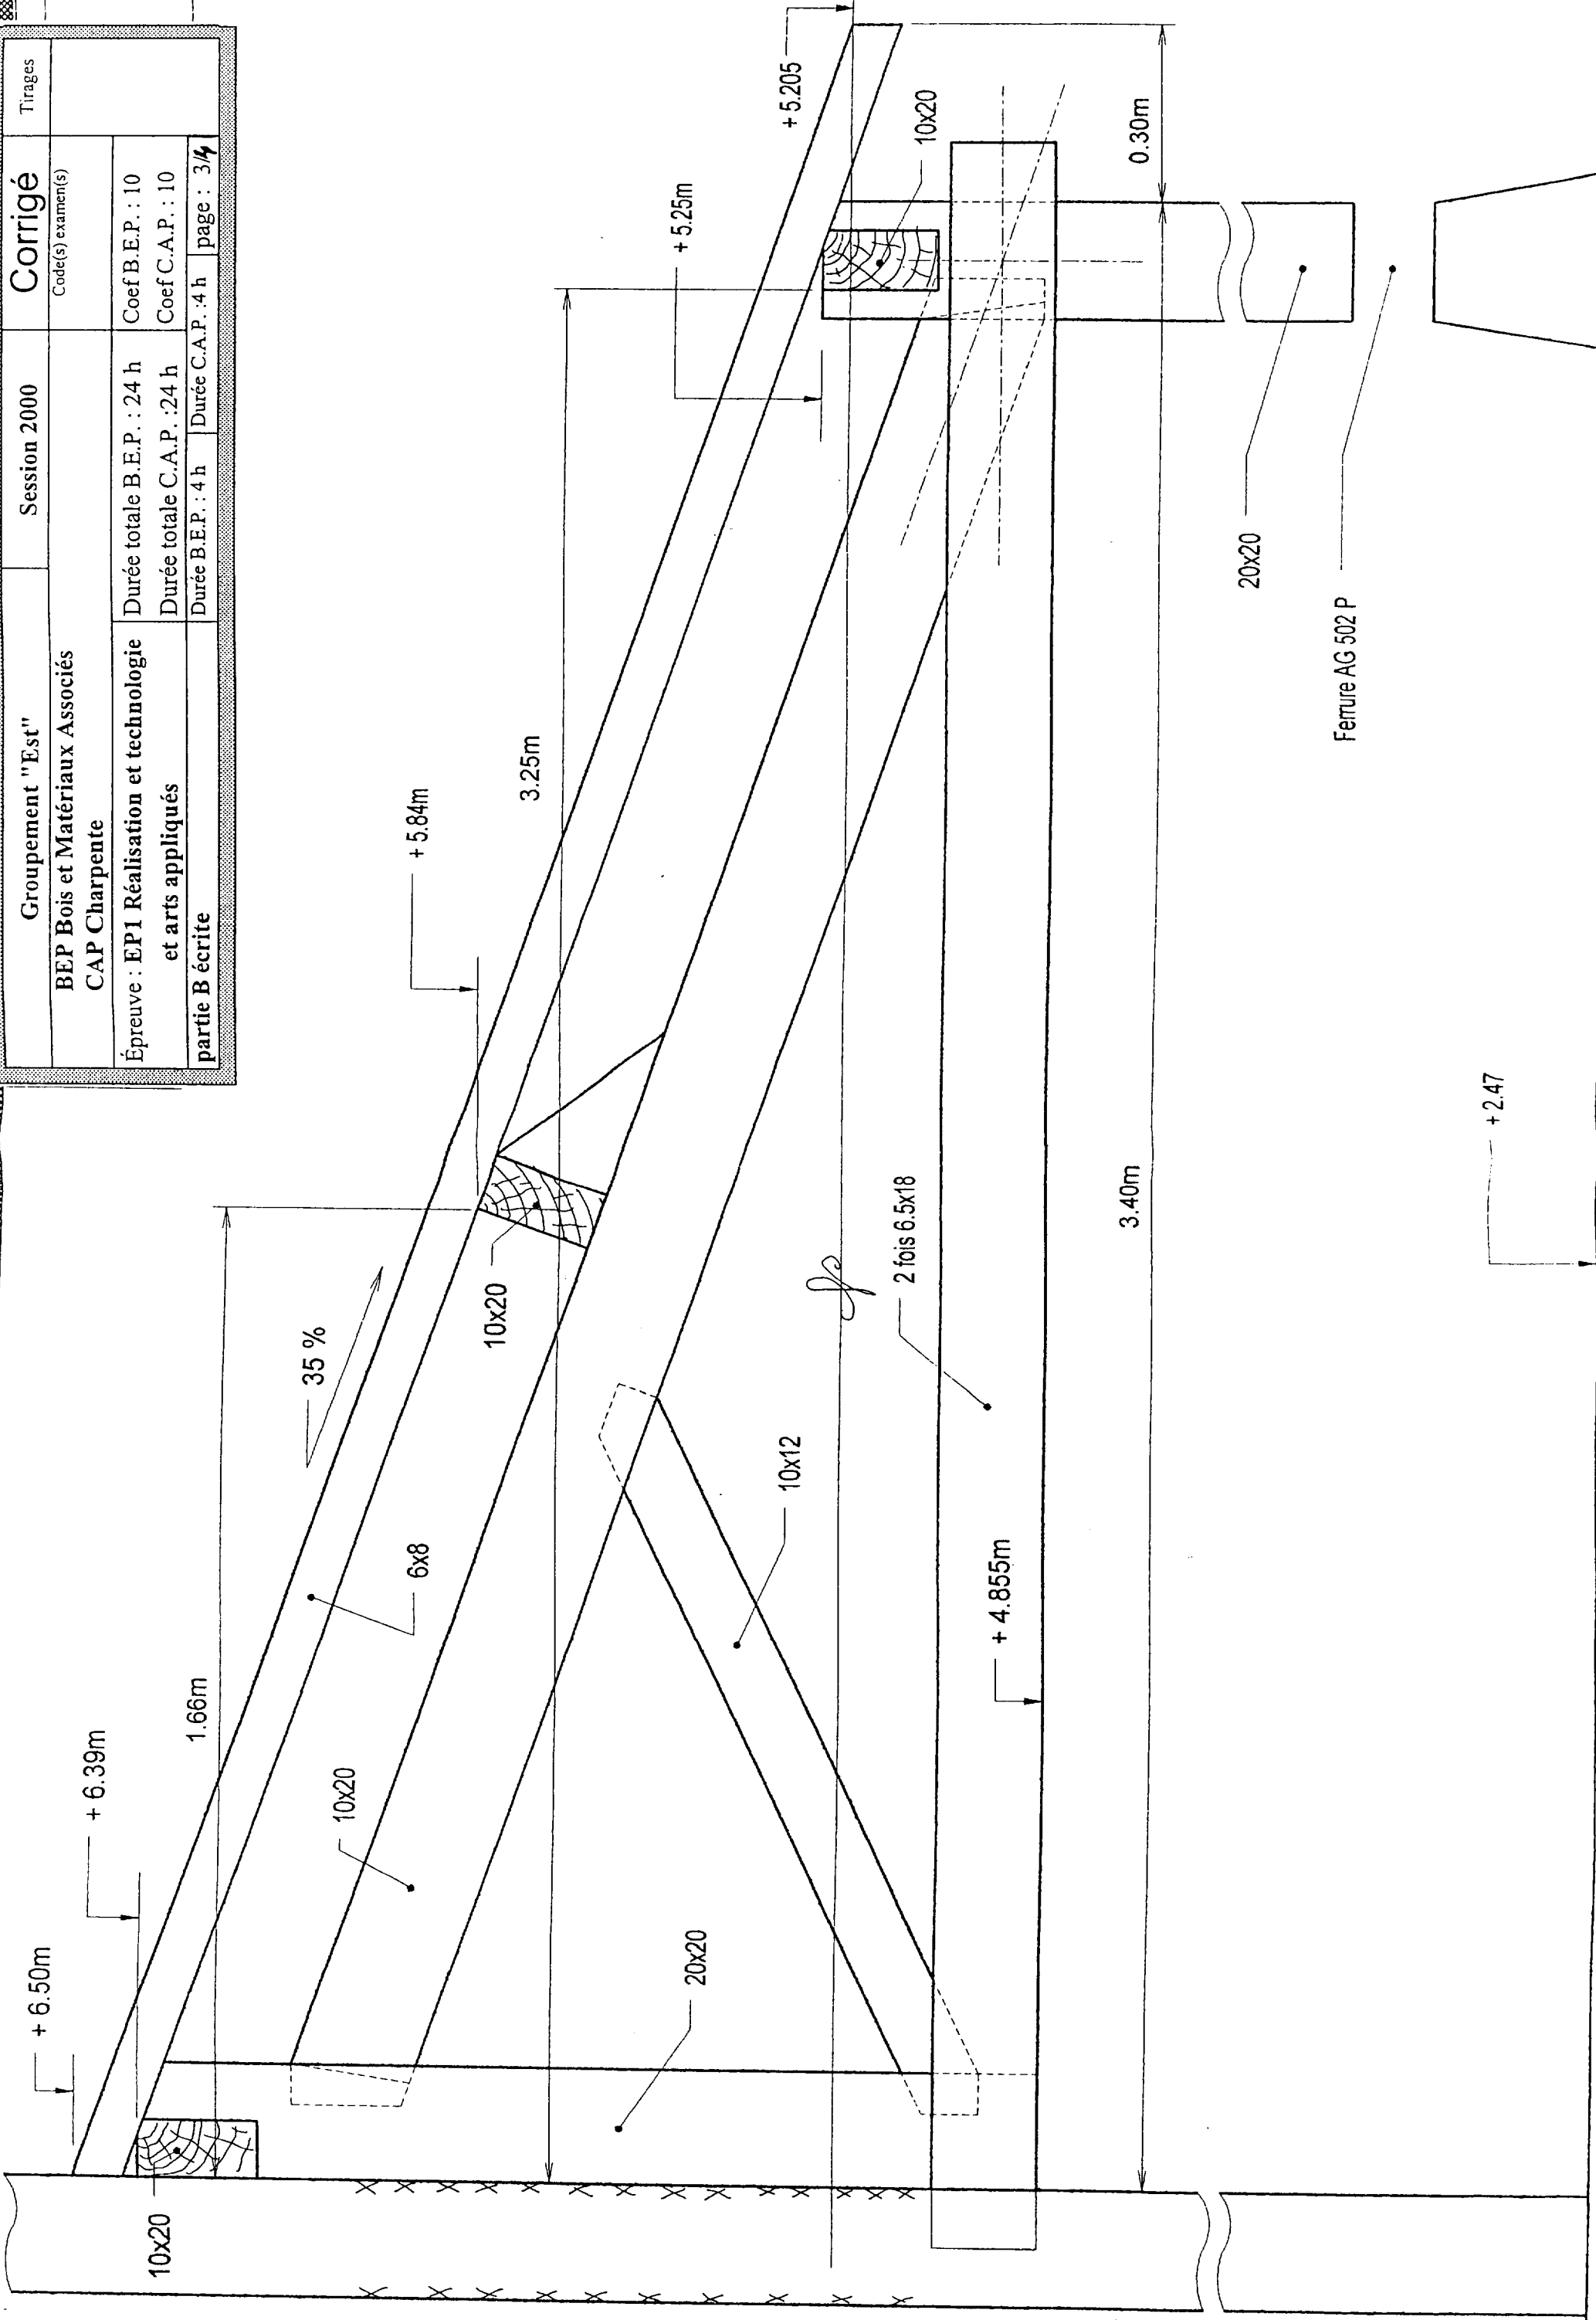 Groupement "Est"
Session 2000
Corrigé
Tirages
BEP Bois et Matériaux Associés
CAP Charpente
Code(s) examen(s)
Épreuve : EP1 Réalisation et technologie
et arts appliqués
Durée totale B.E.P. : 24 h
Coef B.E.P. : 10
Durée totale C.A.P. :24 h
Coef C.A.P. : 10
partie B écrite
Durée B.E.P. : 4 h
Durée C.A.P. :4 h
page : 3/4
+ 6.50m
+ 6.39m
10x20
1.66m
35 %
+ 5.84m
3.25m
+ 5.25m
+ 5.205
6x8
10x20
10x20
10x20
20x20
10x12
2 fois 6.5x18
+ 4.855m
0.30m
3.40m
20x20
Ferrure AG 502 P
+ 2.47